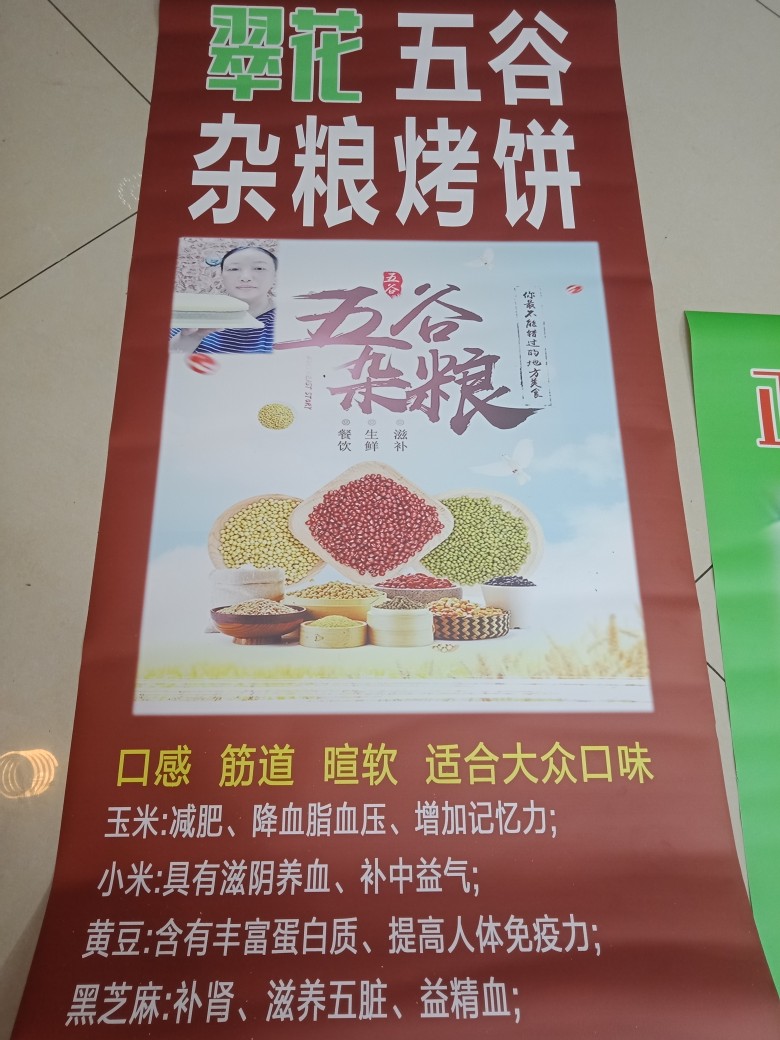 翠花 五谷
杂粮烤饼
五谷
五谷
杂粮
你最不能错过的地方美食
餐饮 生鲜 滋补
口感 筋道 暄软 适合大众口味
玉米:减肥、降血脂血压、增加记忆力;
小米:具有滋阴养血、补中益气;
黄豆:含有丰富蛋白质、提高人体免疫力;
黑芝麻:补肾、滋养五脏、益精血;